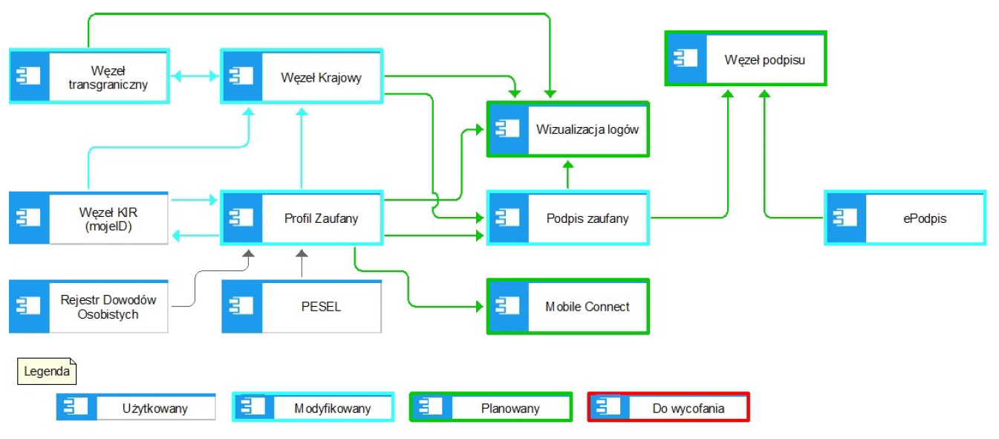 Węzeł
transgraniczny
Węzeł Krajowy
Węzeł podpisu
Wizualizacja logów
Węzeł KIR
(mojeID)
Profil Zaufany
Podpis zaufany
ePodpis
Rejestr Dowodów
Osobistych
PESEL
Mobile Connect
Legenda
Użytkowany
Modyfikowany
Planowany
Do wycofania